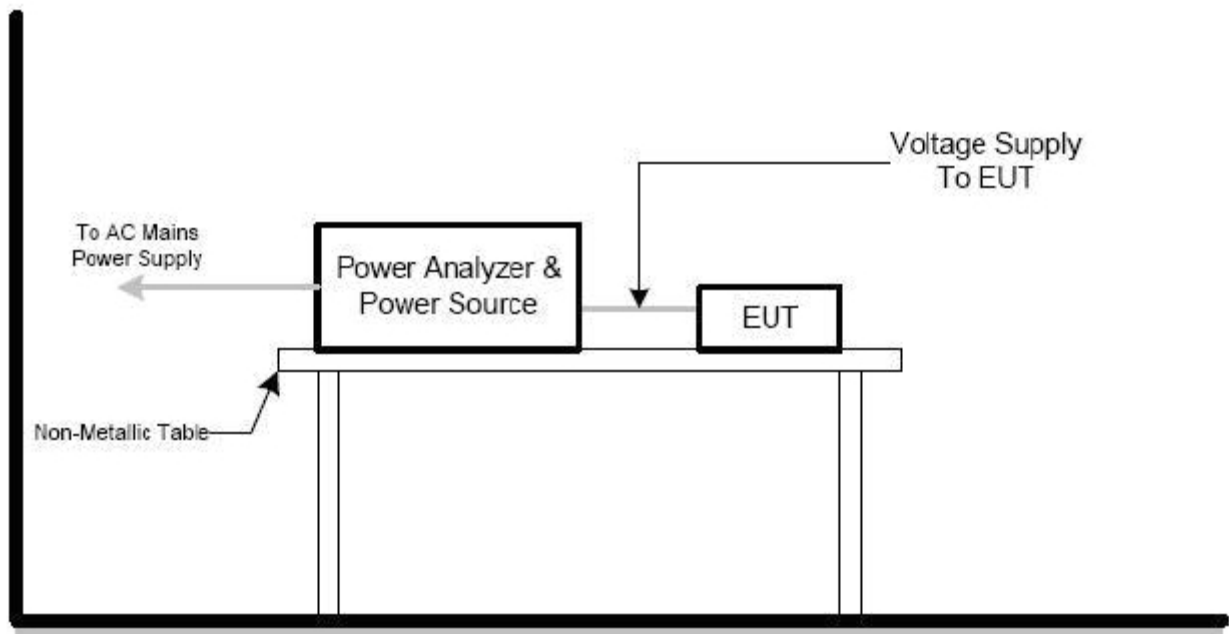 Voltage Supply
To EUT
To AC Mains
Power Supply
Power Analyzer &
Power Source
EUT
Non-Metallic Table